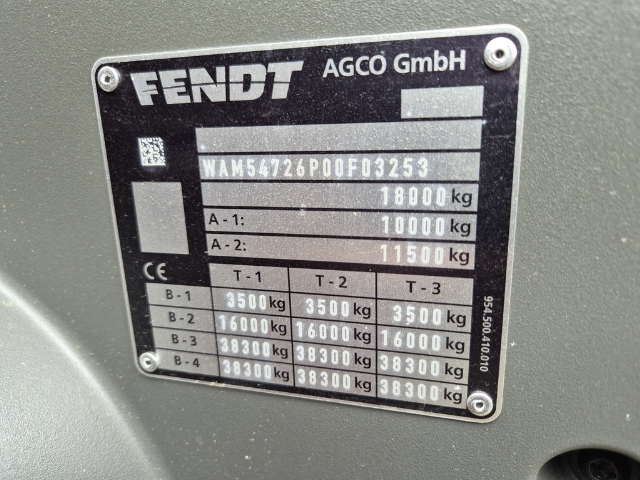 FENDT AGCO GmbH
WAM54726P00F03253
18000 kg
A - 1: 10000 kg
A - 2: 11500 kg
CE T - 1 T - 2 T - 3
B - 1 3500 kg 3500 kg 3500 kg
B - 2 16000 kg 16000 kg 16000 kg
B - 3 38300 kg 38300 kg 38300 kg
B - 4 38300 kg 38300 kg 38300 kg
954.500.410.010